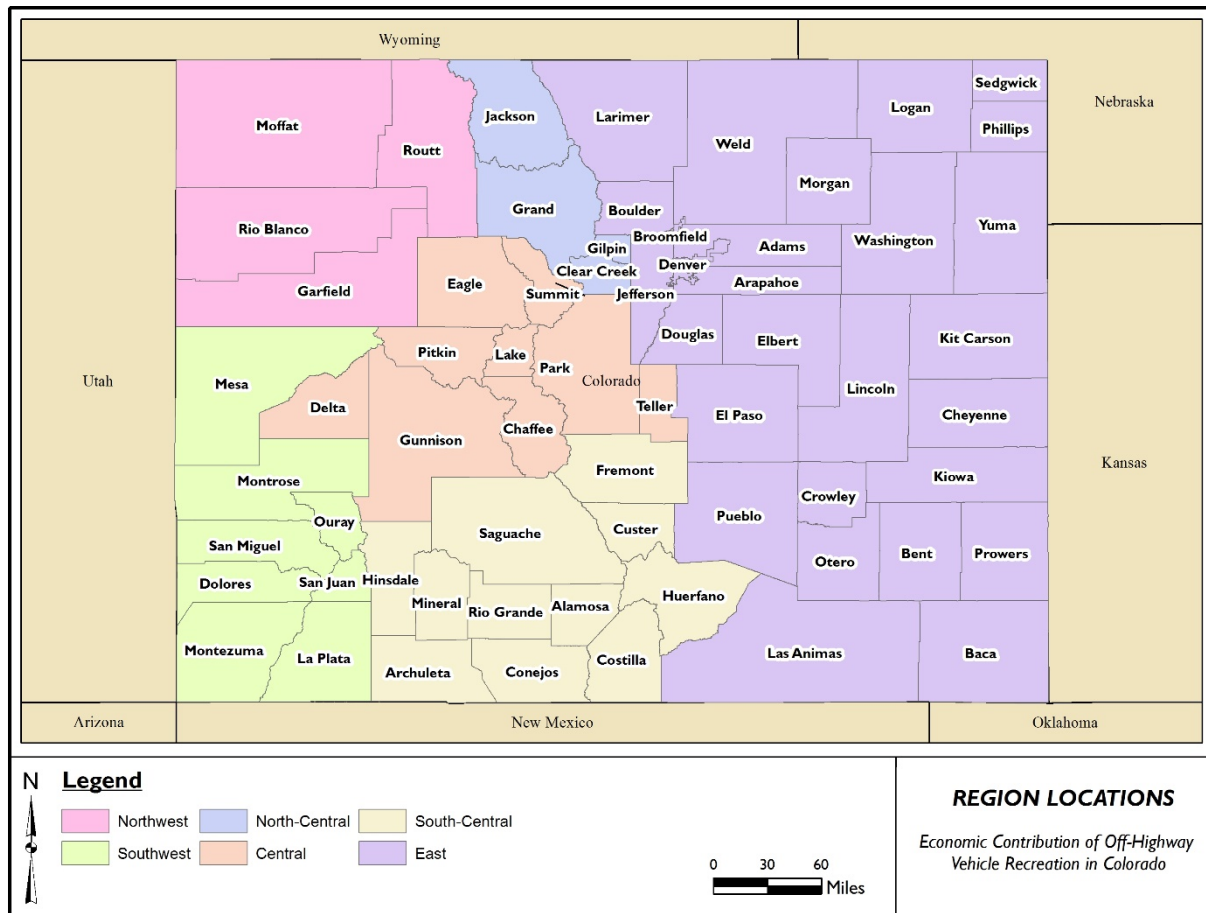 Wyoming
Nebraska
Utah
Colorado
Kansas
Arizona
New Mexico
Oklahoma
Moffat
Routt
Jackson
Larimer
Weld
Logan
Sedgwick
Phillips
Morgan
Rio Blanco
Grand
Boulder
Broomfield
Gilpin
Adams
Washington
Yuma
Clear Creek
Denver
Arapahoe
Garfield
Eagle
Summit
Jefferson
Douglas
Elbert
Kit Carson
Mesa
Pitkin
Lake
Park
Lincoln
Delta
Gunnison
Chaffee
Teller
El Paso
Cheyenne
Montrose
Fremont
Crowley
Kiowa
Ouray
Saguache
Custer
Pueblo
San Miguel
Otero
Bent
Prowers
Dolores
San Juan
Hinsdale
Mineral
Rio Grande
Alamosa
Huerfano
Montezuma
La Plata
Archuleta
Conejos
Costilla
Las Animas
Baca
N
Legend
Northwest
North-Central
South-Central
Southwest
Central
East
0 30 60
Miles
REGION LOCATIONS
Economic Contribution of Off-Highway
Vehicle Recreation in Colorado